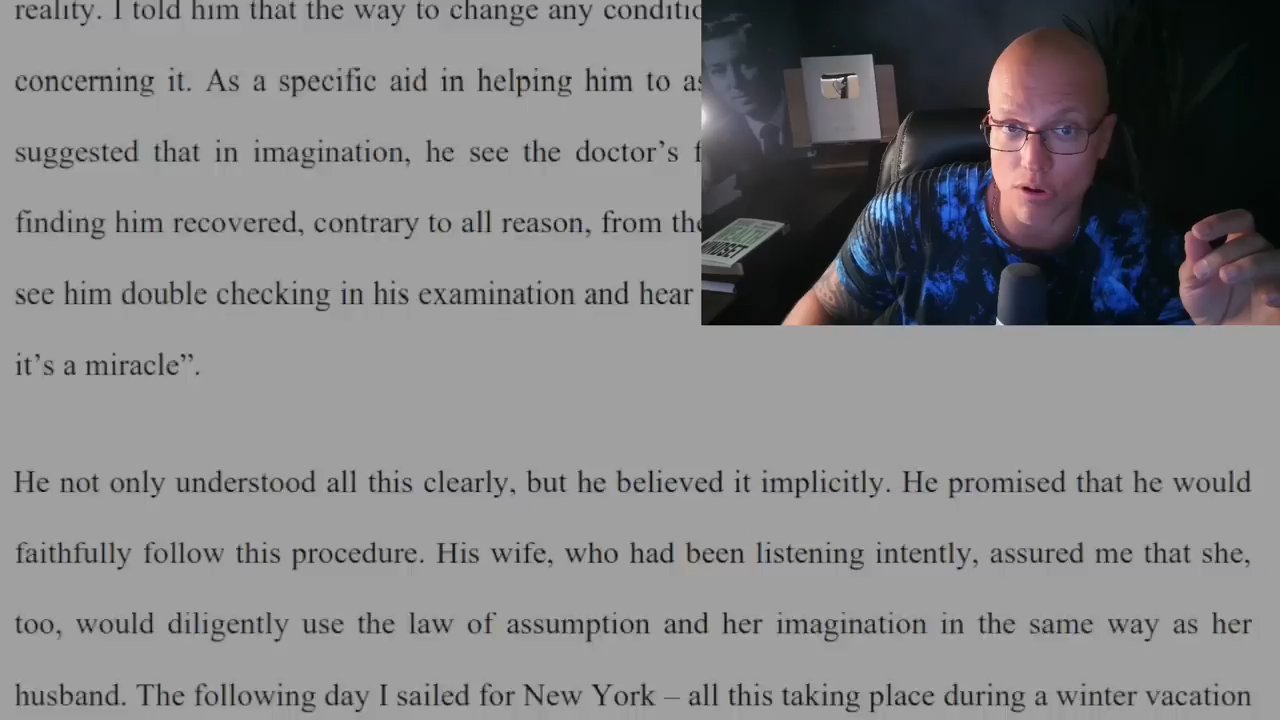 reality. I told him that the way to change any
concerning it. As a specific aid in helping him to
suggested that in imagination, he see the doctor’s
finding him recovered, contrary to all reason, from
see him double checking in his examination and hear
it’s a miracle”.
He not only understood all this clearly, but he believed it implicitly. He promised that he would
faithfully follow this procedure. His wife, who had been listening intently, assured me that she,
too, would diligently use the law of assumption and her imagination in the same way as her
husband. The following day I sailed for New York – all this taking place during a winter vacation